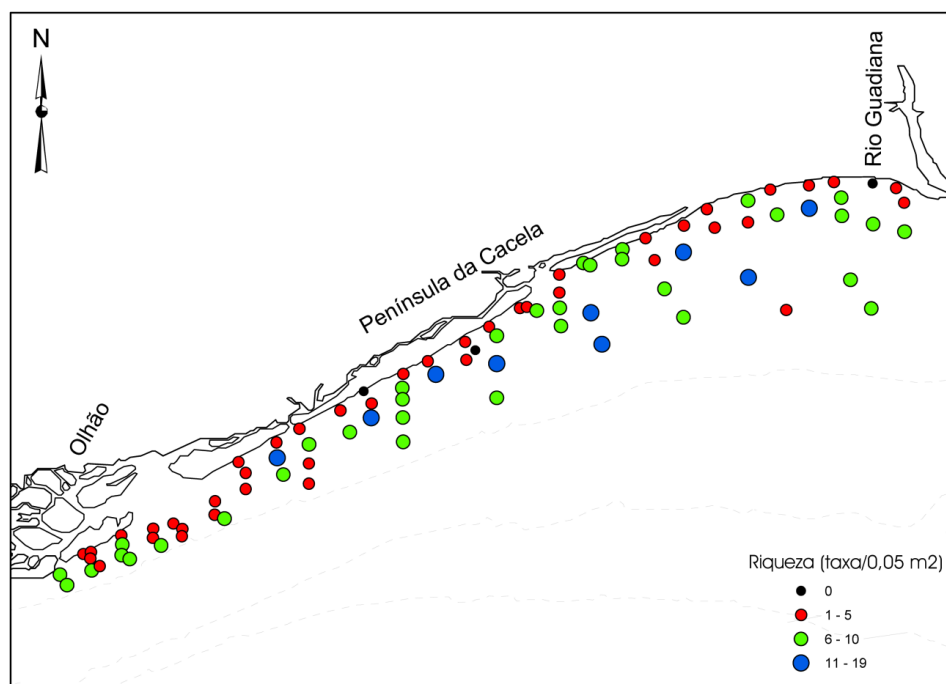 N
Rio Guadiana
Península da Cacela
Olhão
Riqueza (taxa/0,05 m2)
0
1 - 5
6 - 10
11 - 19